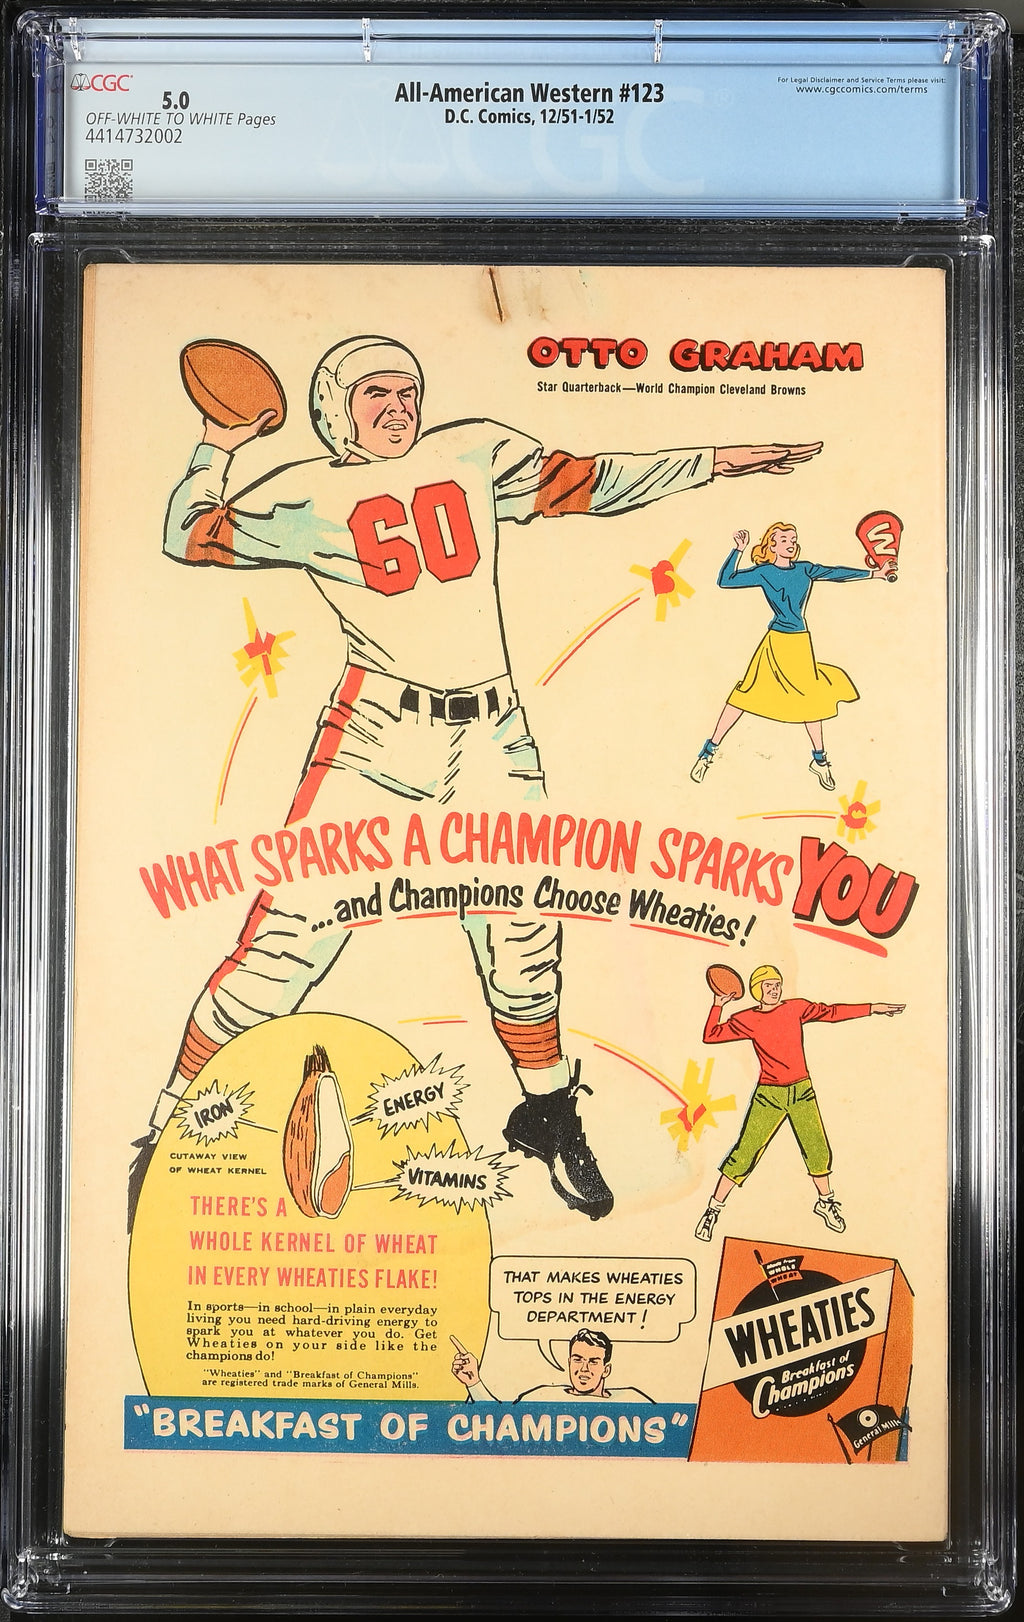 CGC
5.0
OFF-WHITE TO WHITE Pages
4414732002
All-American Western #123
D.C. Comics, 12/51-1/52
For Legal Disclaimer and Service Terms please visit:
www.cgccomics.com/terms
OTTO GRAHAM
Star Quarterback—World Champion Cleveland Browns
60
W
WHAT SPARKS A CHAMPION SPARKS YOU
...and Champions Choose Wheaties!
IRON
ENERGY
VITAMINS
CUTAWAY VIEW
OF WHEAT KERNEL
THERE'S A
WHOLE KERNEL OF WHEAT
IN EVERY WHEATIES FLAKE!
In sports—in school—in plain everyday
living you need hard-driving energy to
spark you at whatever you do. Get
Wheaties on your side like the
champions do!
"Wheaties" and "Breakfast of Champions"
are registered trade marks of General Mills.
THAT MAKES WHEATIES
TOPS IN THE ENERGY
DEPARTMENT!
WHOLE
WHEAT
WHEATIES
Breakfast of
Champions
General Mills
"BREAKFAST OF CHAMPIONS"